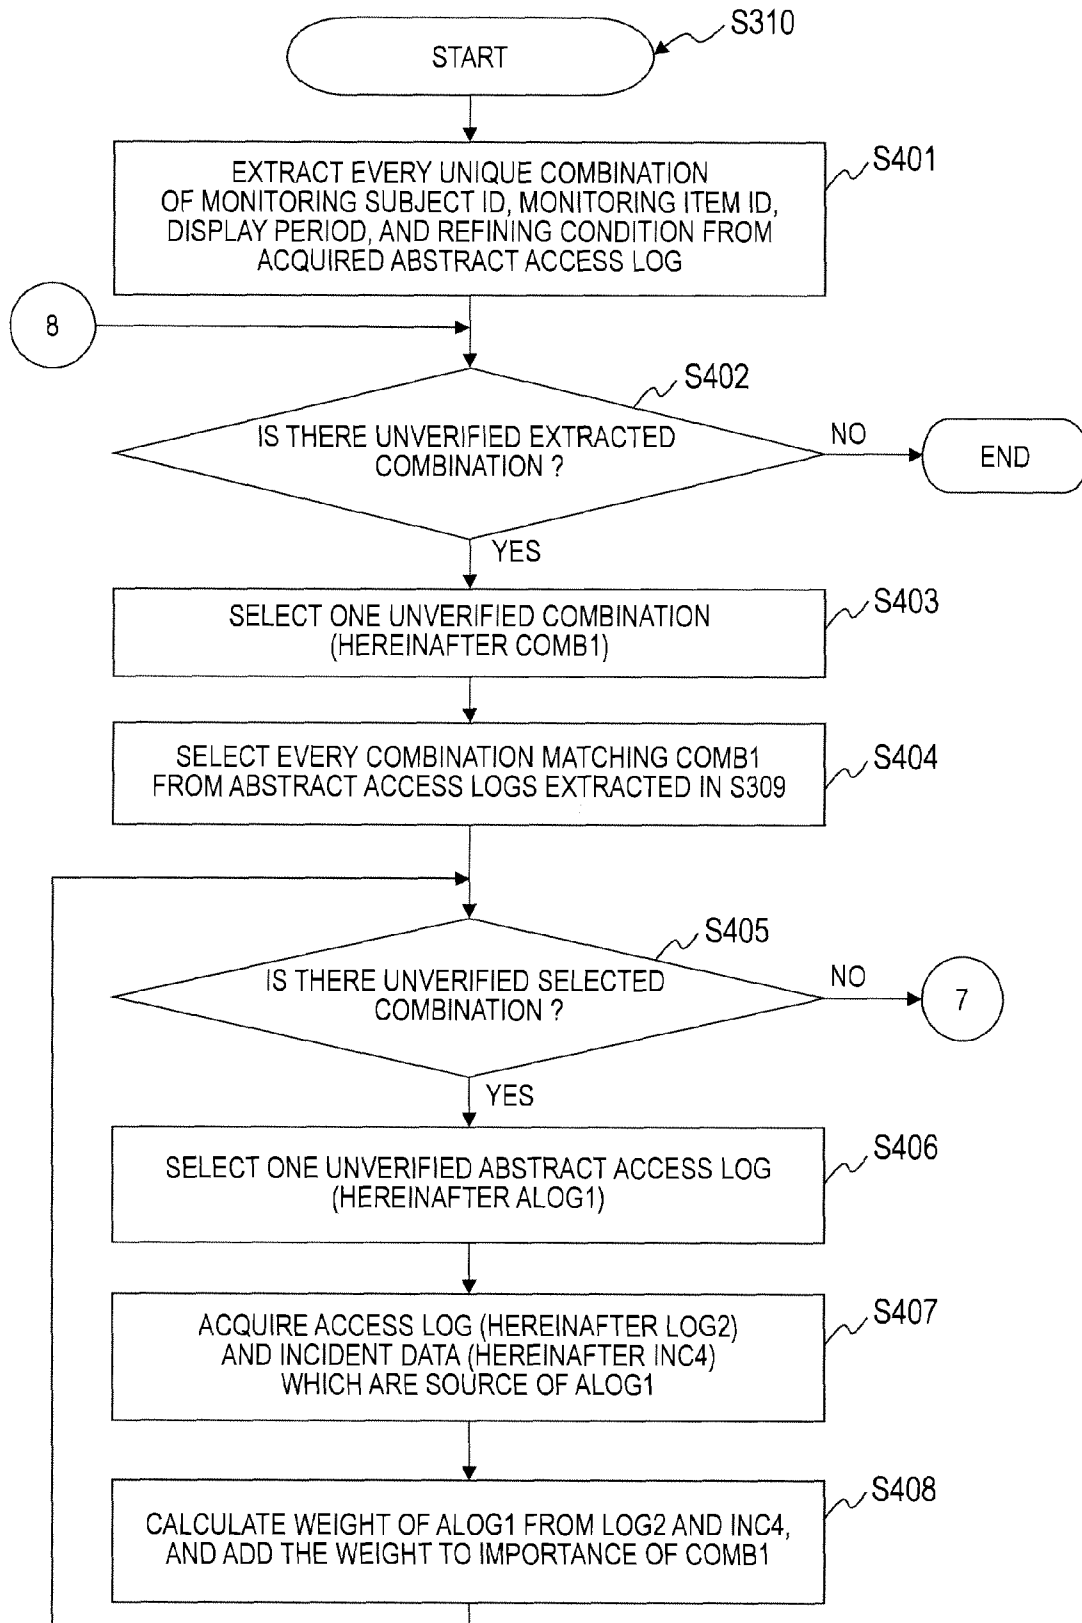 S310
START
S401
EXTRACT EVERY UNIQUE COMBINATION
OF MONITORING SUBJECT ID, MONITORING ITEM ID,
DISPLAY PERIOD, AND REFINING CONDITION FROM
ACQUIRED ABSTRACT ACCESS LOG
8
S402
IS THERE UNVERIFIED EXTRACTED
COMBINATION ?
NO
END
YES
S403
SELECT ONE UNVERIFIED COMBINATION
(HEREINAFTER COMB1)
S404
SELECT EVERY COMBINATION MATCHING COMB1
FROM ABSTRACT ACCESS LOGS EXTRACTED IN S309
S405
IS THERE UNVERIFIED SELECTED
COMBINATION ?
NO
7
YES
S406
SELECT ONE UNVERIFIED ABSTRACT ACCESS LOG
(HEREINAFTER ALOG1)
S407
ACQUIRE ACCESS LOG (HEREINAFTER LOG2)
AND INCIDENT DATA (HEREINAFTER INC4)
WHICH ARE SOURCE OF ALOG1
S408
CALCULATE WEIGHT OF ALOG1 FROM LOG2 AND INC4,
AND ADD THE WEIGHT TO IMPORTANCE OF COMB1